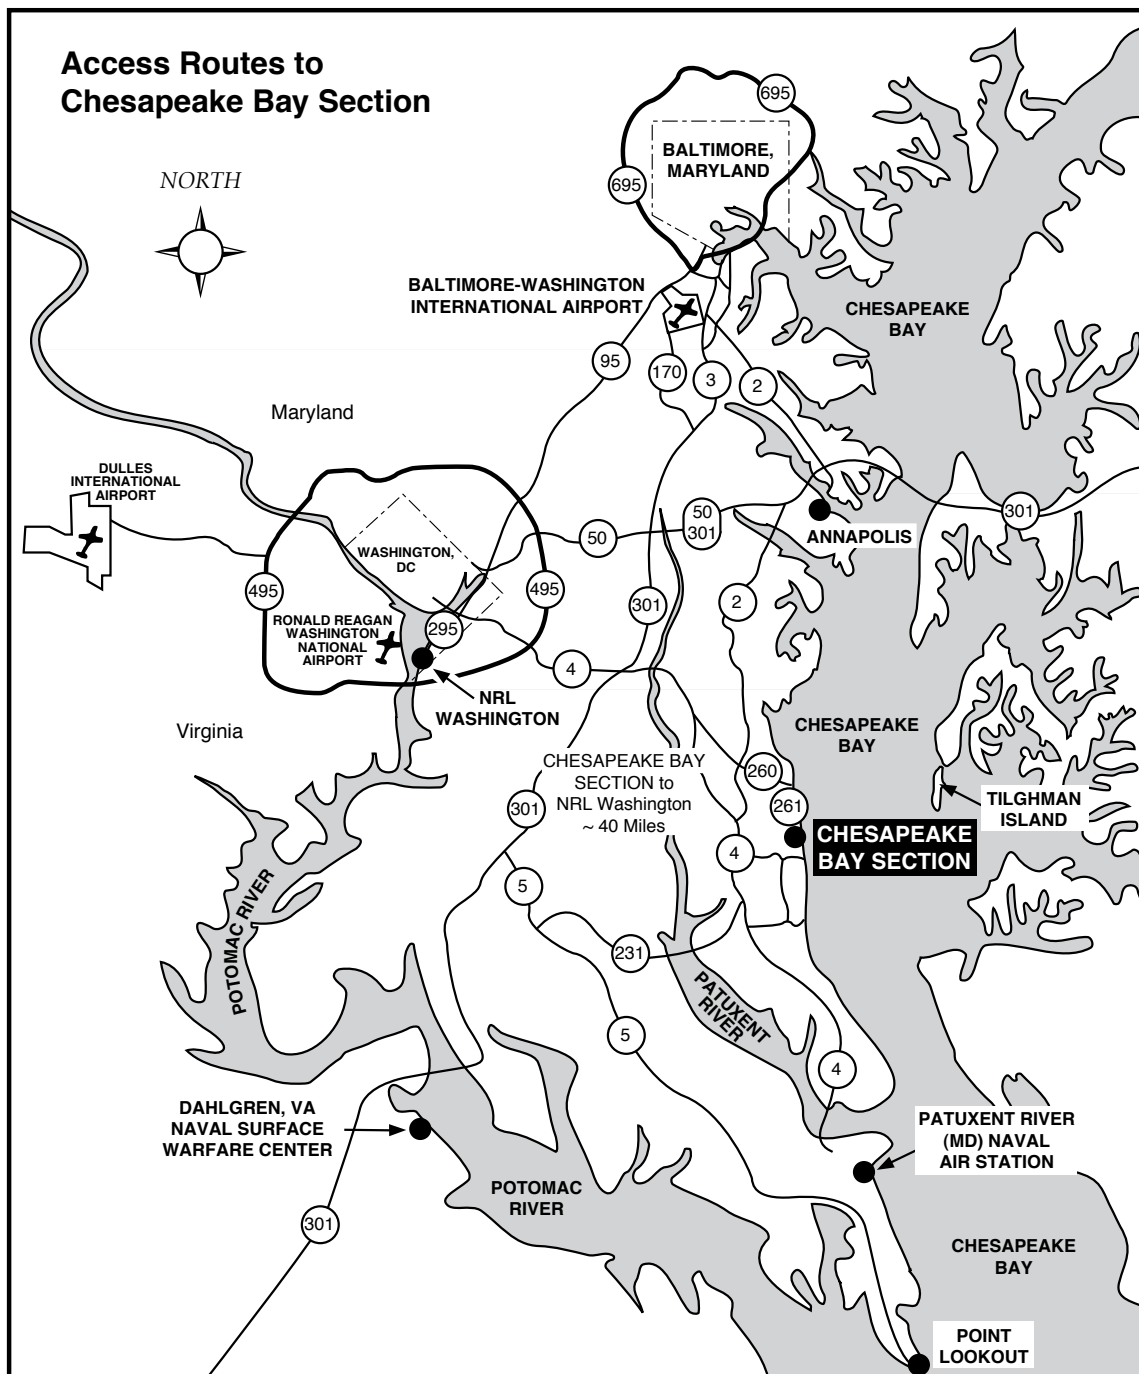 Access Routes to
Chesapeake Bay Section
NORTH
695
BALTIMORE,
MARYLAND
695
BALTIMORE-WASHINGTON
INTERNATIONAL AIRPORT
CHESAPEAKE
BAY
95
170
3
2
Maryland
DULLES
INTERNATIONAL
AIRPORT
50
301
301
50
ANNAPOLIS
WASHINGTON,
DC
495
495
301
2
RONALD REAGAN
WASHINGTON
NATIONAL
AIRPORT
295
4
NRL
WASHINGTON
Virginia
CHESAPEAKE
BAY
CHESAPEAKE BAY
SECTION to
NRL Washington
~ 40 Miles
260
261
301
TILGHMAN
ISLAND
CHESAPEAKE
BAY SECTION
4
5
POTOMAC RIVER
231
PATUXENT
RIVER
5
4
DAHLGREN, VA
NAVAL SURFACE
WARFARE CENTER
PATUXENT RIVER
(MD) NAVAL
AIR STATION
POTOMAC
RIVER
301
CHESAPEAKE
BAY
POINT
LOOKOUT